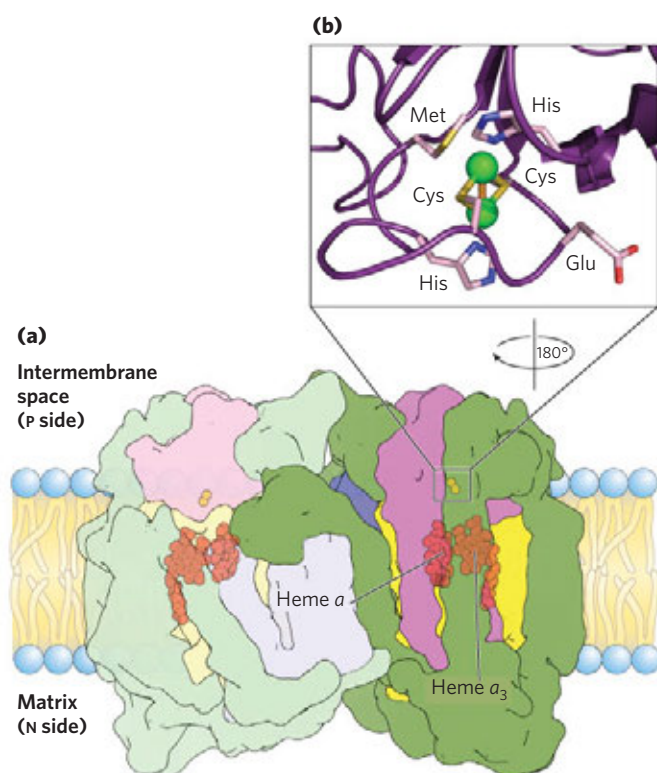 (b)
Met
His
Cys
Cys
His
Glu
(a)
180°
Intermembrane
space
(P side)
Heme a
Heme a₃
Matrix
(N side)